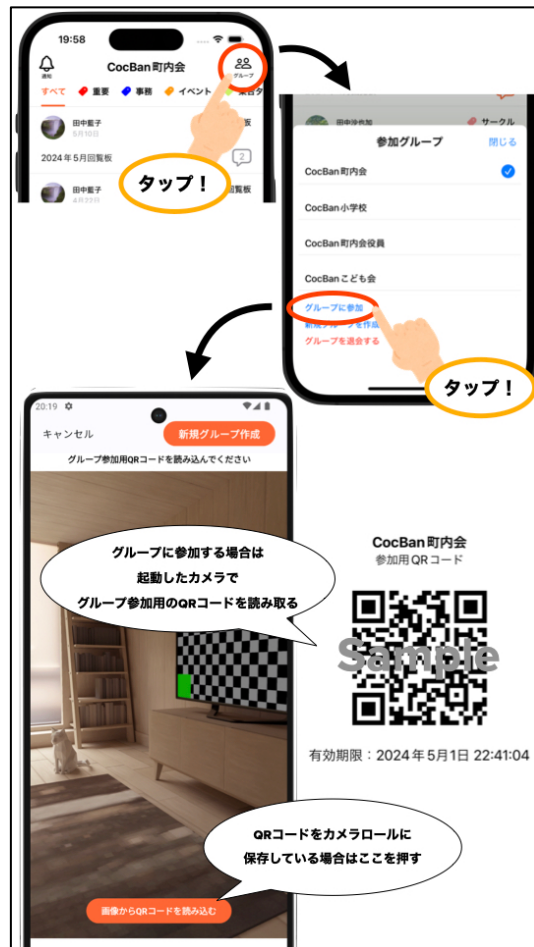 19:58
通知
CocBan町内会
グループ
すべて
重要
事務
イベント
田中藍子
5月10日
2024年5月回覧板
2
田中藍子
4月22日
回覧板
タップ！
田中沙也加
サークル
参加グループ
閉じる
CocBan町内会
CocBan小学校
CocBan町内会役員
CocBanこども会
グループに参加
新規グループを作成
グループを退会する
タップ！
20:19
キャンセル
新規グループ作成
グループ参加用QRコードを読み込んでください
グループに参加する場合は
起動したカメラで
グループ参加用のQRコードを読み取る
CocBan町内会
参加用QRコード
Sample
有効期限：2024年5月1日 22:41:04
QRコードをカメラロールに
保存している場合はここを押す
画像からQRコードを読み込む